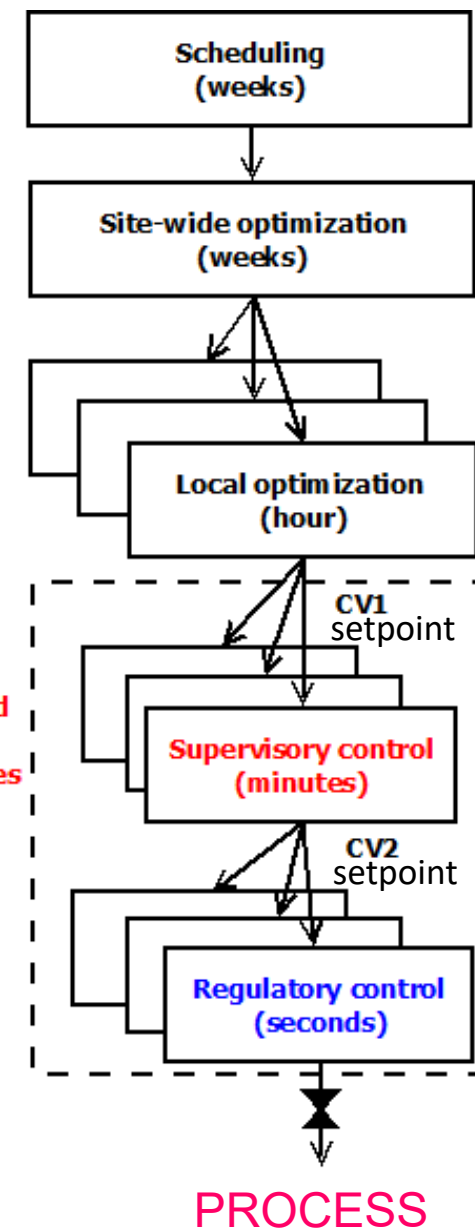 Scheduling
(weeks)
Site-wide optimization
(weeks)
Local optimization
(hour)
CV1
setpoint
Supervisory control
(minutes)
CV2
setpoint
Regulatory control
(seconds)
PROCESS